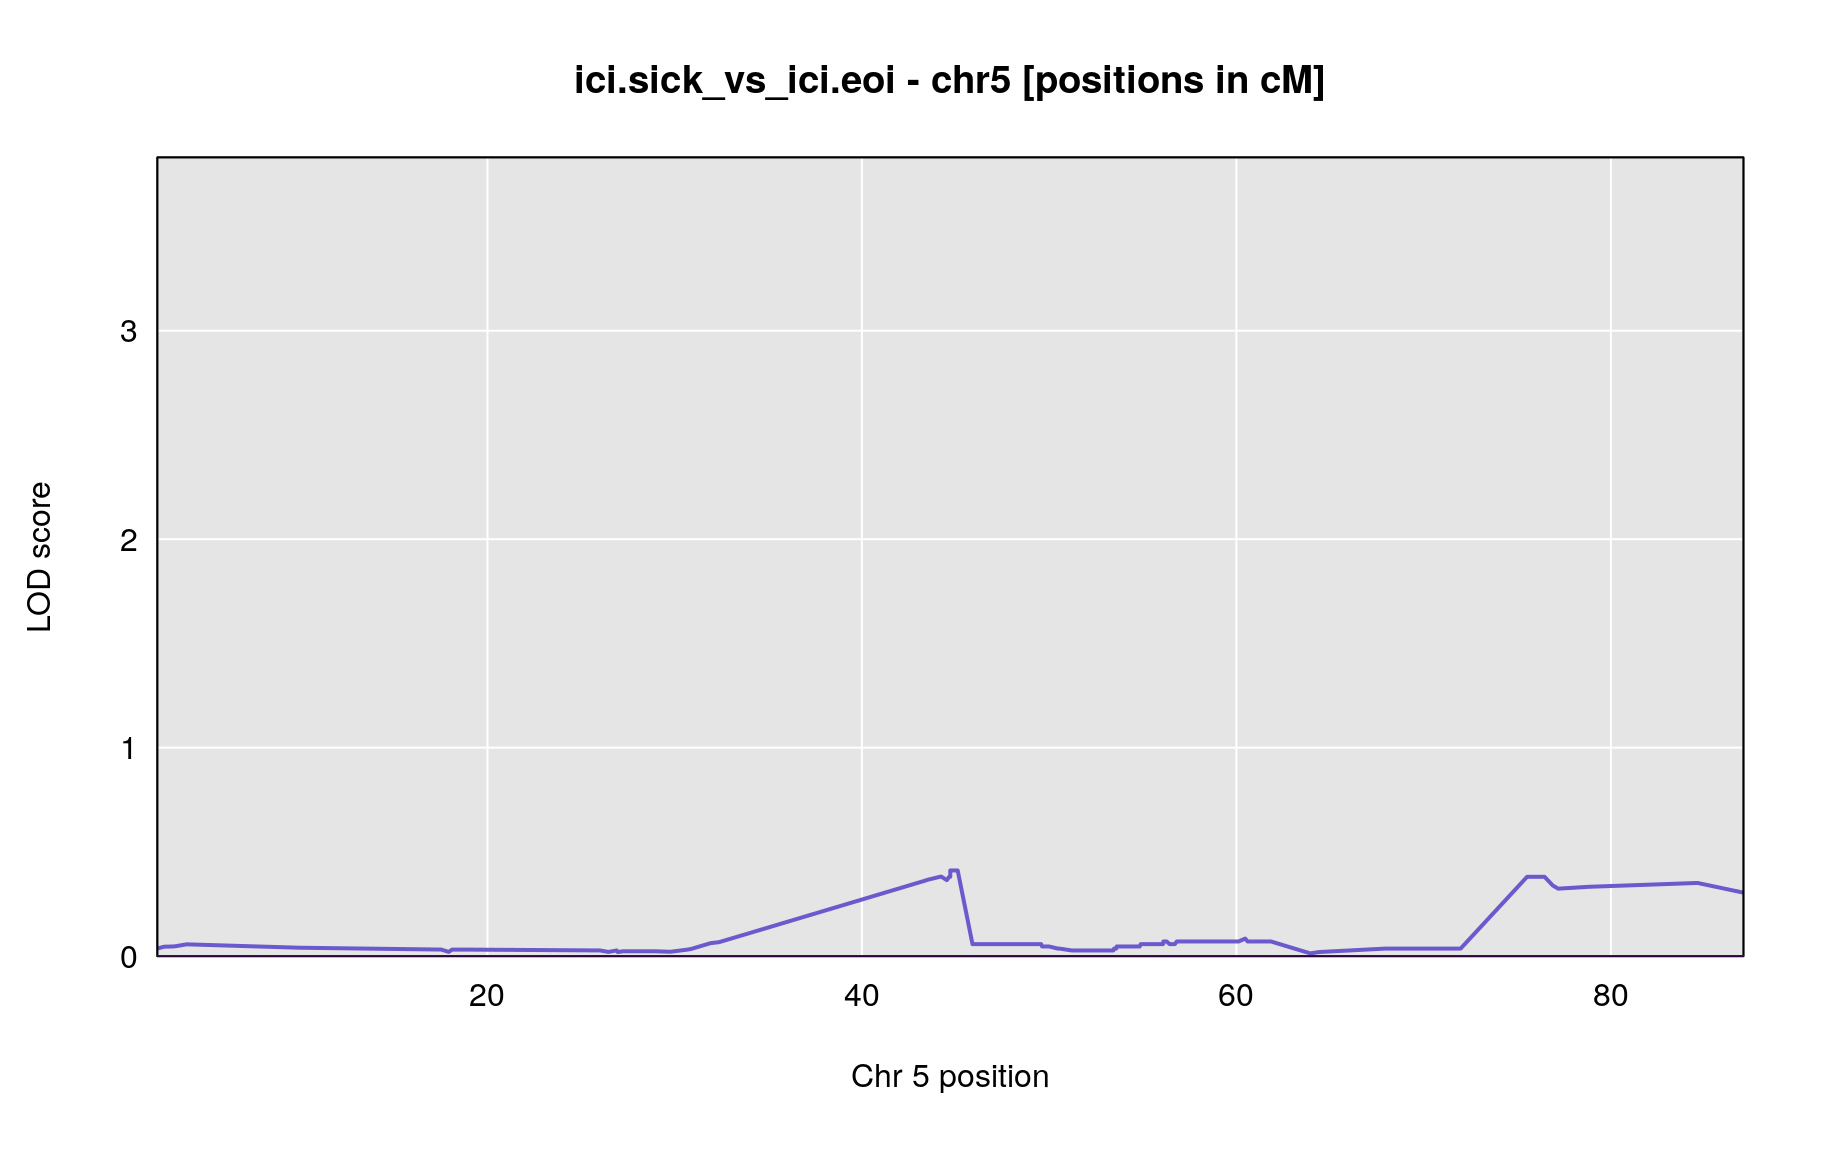 ici.sick_vs_ici.eoi - chr5 [positions in cM]
LOD score
3
2
1
0
20 40 60 80
Chr 5 position